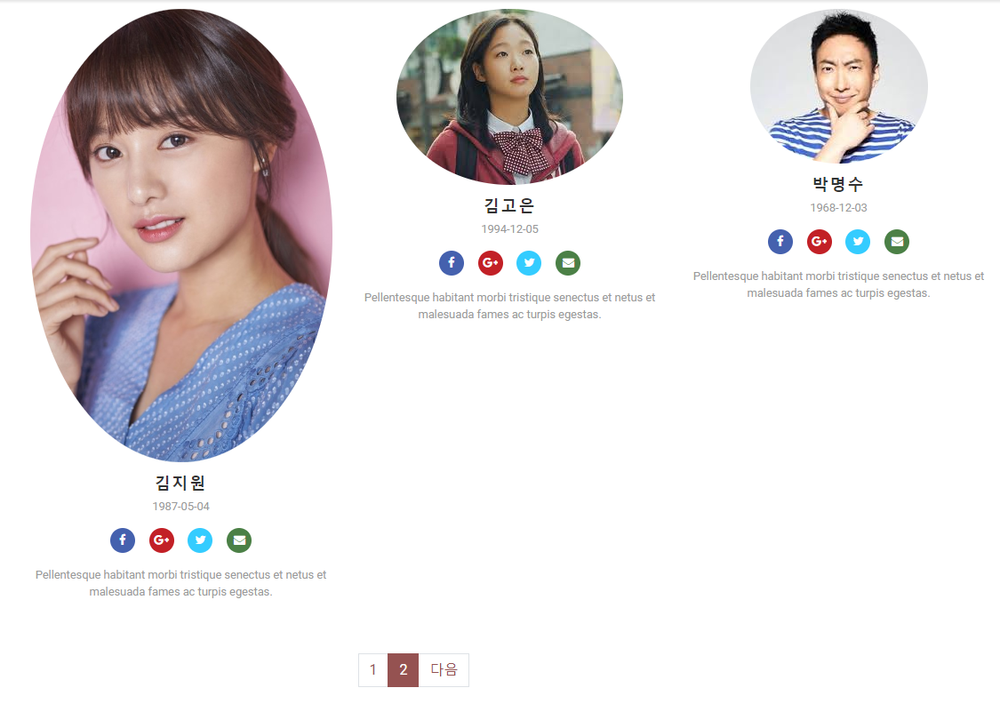 김지원
1987-05-04
f
G+
Pellentesque habitant morbi tristique senectus et netus et
malesuada fames ac turpis egestas.
김고은
1994-12-05
f
G+
Pellentesque habitant morbi tristique senectus et netus et
malesuada fames ac turpis egestas.
박명수
1968-12-03
f
G+
Pellentesque habitant morbi tristique senectus et netus et
malesuada fames ac turpis egestas.
1 2 다음